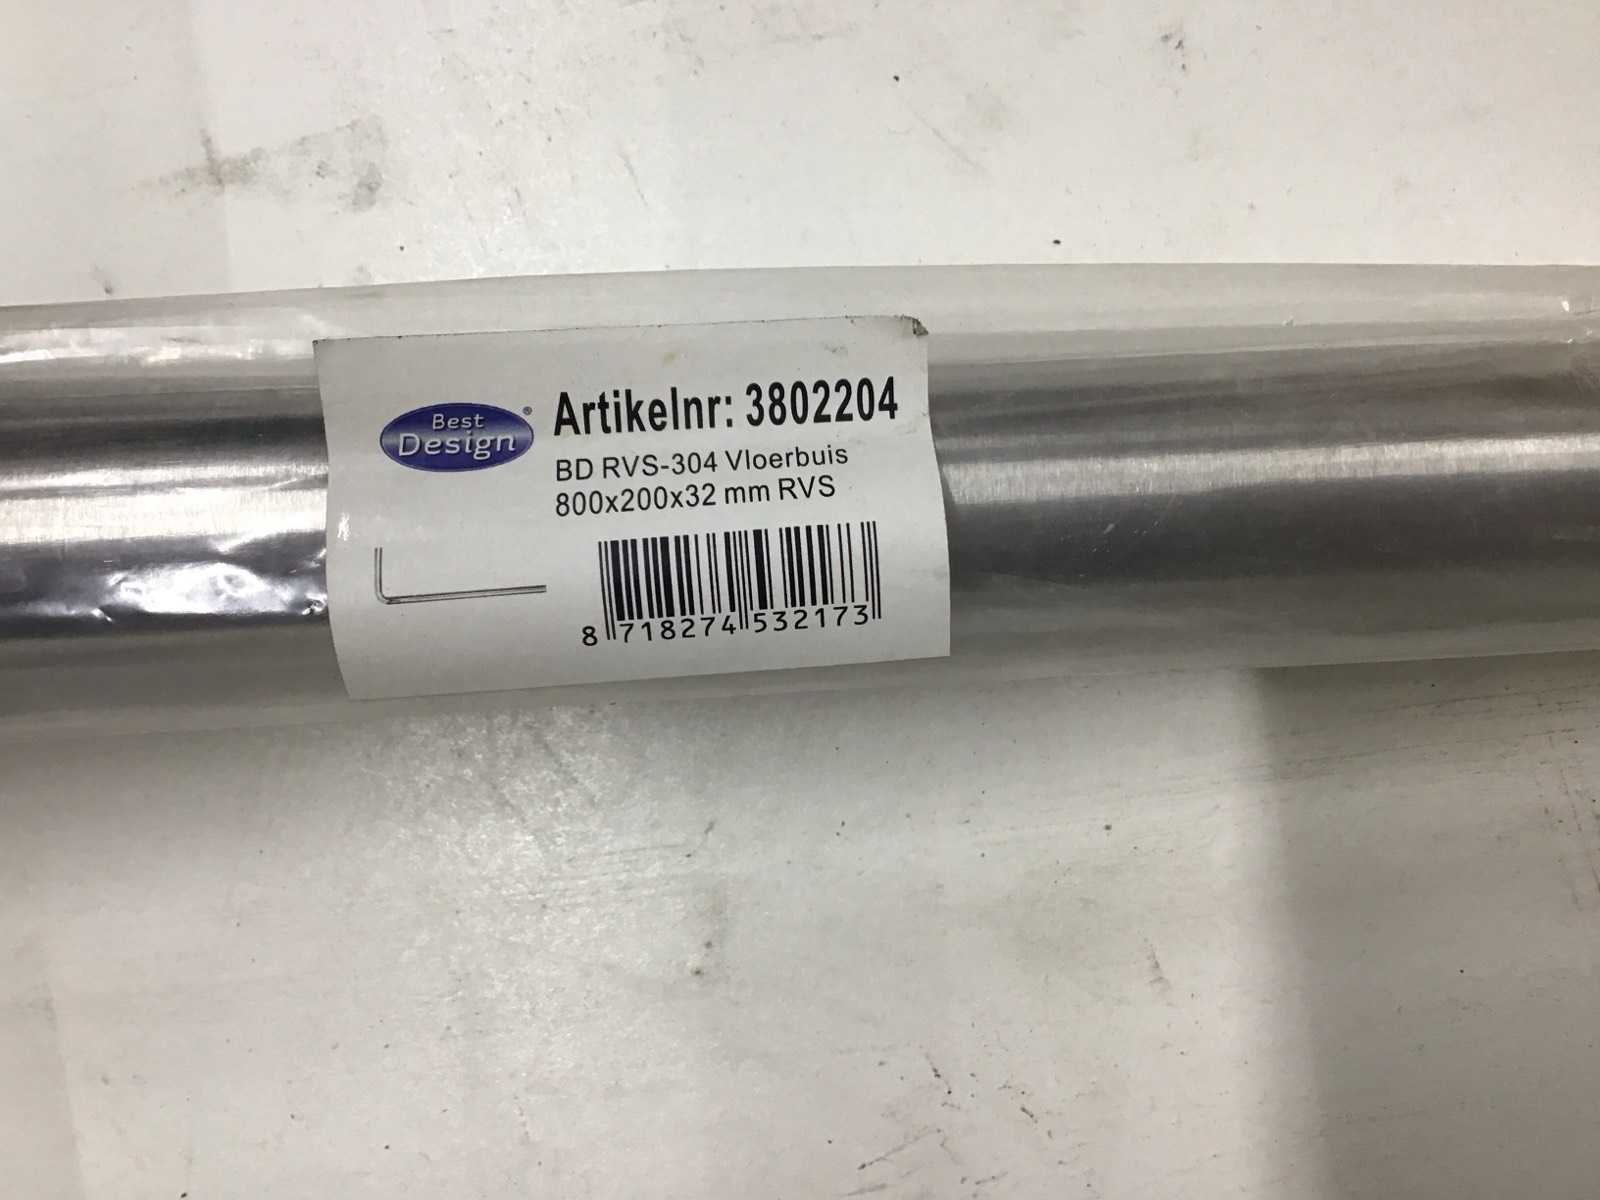 Best
Design®
Artikelnr: 3802204
BD RVS-304 Vloerbuis
800x200x32 mm RVS
8 718274 532173